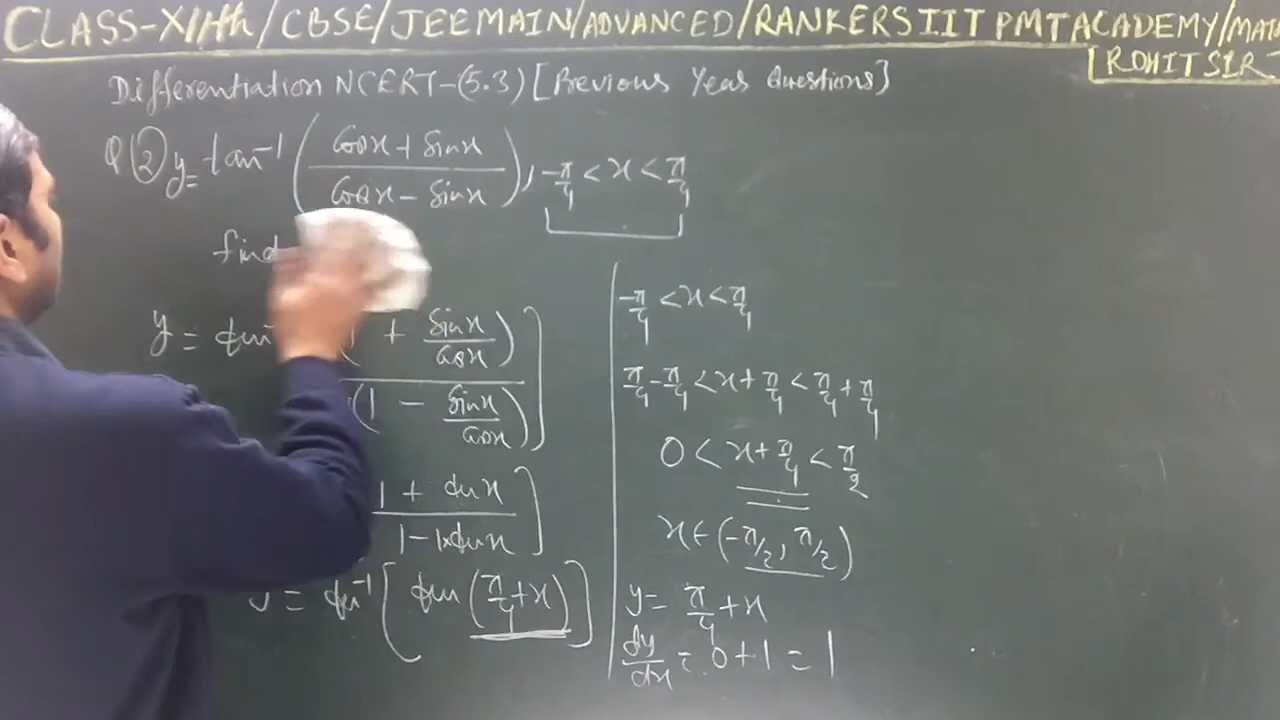 CLASS-XIIth/CBSE/JEE MAIN/ADVANCED/RANKERS IIT PMT ACADEMY/MAT
[ROHIT SIR
Differentiation NCERT-(5.3) [Previous Years Questions]
Q② y = tan⁻¹ ( (cosx + sinx) / (cosx - sinx) ), -π/4 < x < π/4
find
y = tan⁻¹ + sinx/cosx ) ]
(1 - sinx/cosx) ]
1 + tanx
1 - 1×tanx ]
y = tan⁻¹ [ tan (π/4 + x) ]
-π/4 < x < π/4
π/4 - π/4 < x + π/4 < π/4 + π/4
0 < x + π/4 < π/2
x ∈ (-π/2, π/2)
y = π/4 + x
dy/dx = 0 + 1 = 1